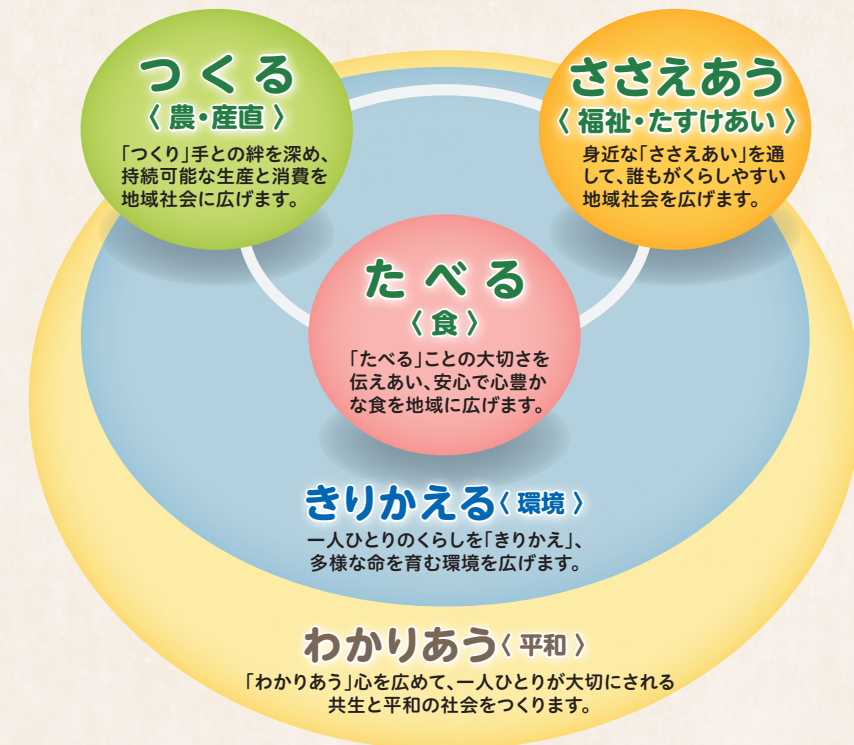 つくる
〈 農・産直 〉
「つくり」手との絆を深め、
持続可能な生産と消費を
地域社会に広げます。
ささえあう
〈 福祉・たすけあい 〉
身近な「ささえあい」を通
して、誰もがくらしやすい
地域社会を広げます。
たべる
〈 食 〉
「たべる」ことの大切さを
伝えあい、安心で心豊か
な食を地域に広げます。
きりかえる〈 環境 〉
一人ひとりのくらしを「きりかえ」、
多様な命を育む環境を広げます。
わかりあう〈 平和 〉
「わかりあう」心を広めて、一人ひとりが大切にされる
共生と平和の社会をつくります。